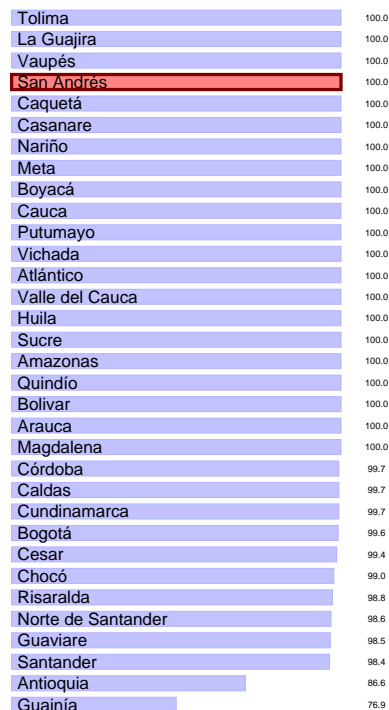 Tolima 100.0
La Guajira 100.0
Vaupés 100.0
San Andrés 100.0
Caquetá 100.0
Casanare 100.0
Nariño 100.0
Meta 100.0
Boyacá 100.0
Cauca 100.0
Putumayo 100.0
Vichada 100.0
Atlántico 100.0
Valle del Cauca 100.0
Huila 100.0
Sucre 100.0
Amazonas 100.0
Quindío 100.0
Bolivar 100.0
Arauca 100.0
Magdalena 100.0
Córdoba 99.7
Caldas 99.7
Cundinamarca 99.7
Bogotá 99.6
Cesar 99.4
Chocó 99.0
Risaralda 98.8
Norte de Santander 98.6
Guaviare 98.5
Santander 98.4
Antioquia 86.6
Guainía 76.9